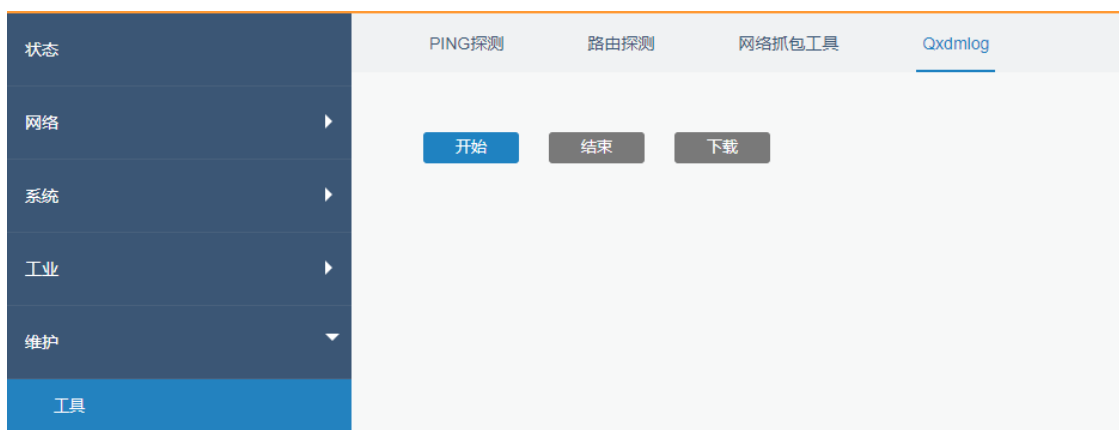 状态
网络
系统
工业
维护
工具
PING探测 路由探测 网络抓包工具 Qxdmlog
开始 结束 下载